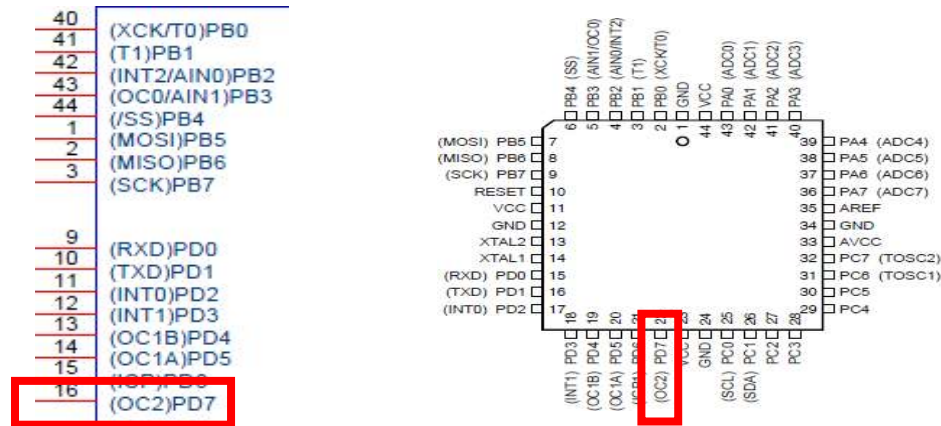 40 (XCK/T0)PB0
41 (T1)PB1
42 (INT2/AIN0)PB2
43 (OC0/AIN1)PB3
44 (/SS)PB4
1 (MOSI)PB5
2 (MISO)PB6
3 (SCK)PB7
9 (RXD)PD0
10 (TXD)PD1
11 (INT0)PD2
12 (INT1)PD3
13 (OC1B)PD4
14 (OC1A)PD5
15
16 (OC2)PD7
PB4 (SS)
PB3 (AIN1/OC0)
PB2 (AIN0/INT2)
PB1 (T1)
PB0 (XCK/T0)
GND
VCC
PA0 (ADC0)
PA1 (ADC1)
PA2 (ADC2)
PA3 (ADC3)
6 5 4 3 2 1 44 43 42 41 40
(MOSI) PB5 7
(MISO) PB6 8
(SCK) PB7 9
RESET 10
VCC 11
GND 12
XTAL2 13
XTAL1 14
(RXD) PD0 15
(TXD) PD1 16
(INT0) PD2 17
39 PA4 (ADC4)
38 PA5 (ADC5)
37 PA6 (ADC6)
36 PA7 (ADC7)
35 AREF
34 GND
33 AVCC
32 PC7 (TOSC2)
31 PC6 (TOSC1)
30 PC5
29 PC4
18 19 20 21 23 24 25 26 27 28
(INT1) PD3
(OC1B) PD4
(OC1A) PD5
(OC2) PD7
VCC
GND
(SCL) PC0
(SDA) PC1
PC2
PC3